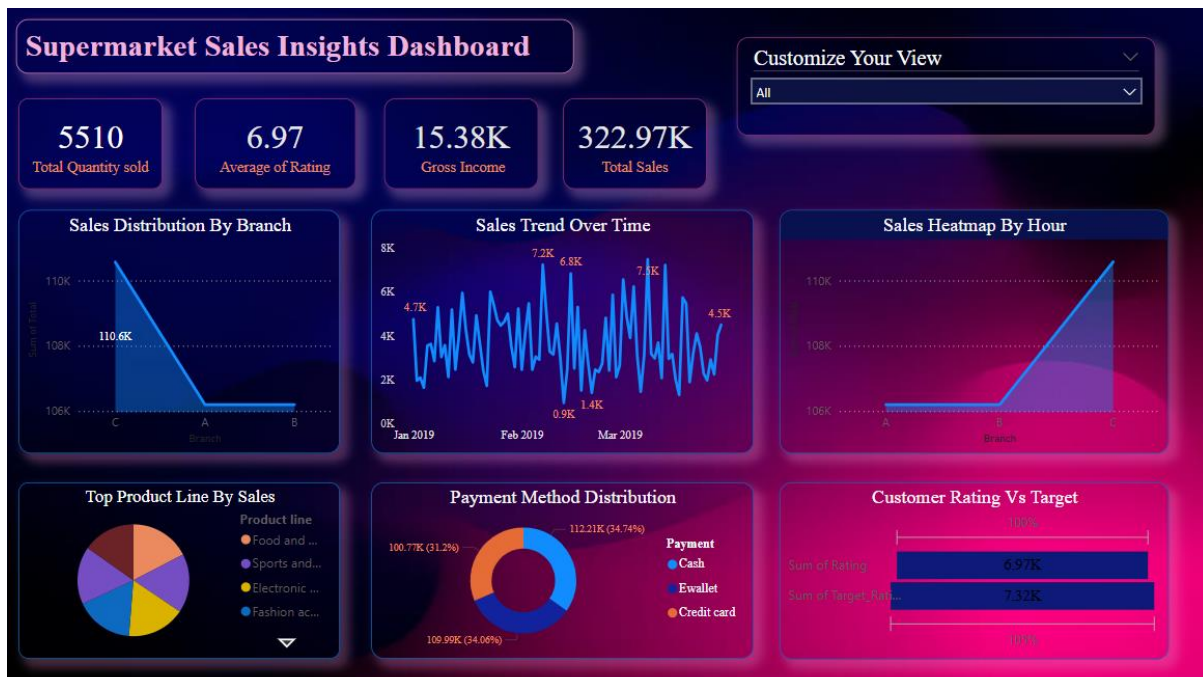 Supermarket Sales Insights Dashboard
Customize Your View
All
5510
Total Quantity sold
6.97
Average of Rating
15.38K
Gross Income
322.97K
Total Sales
Sales Distribution By Branch
110K
108K
106K
Sum of Total
110.6K
C A B
Branch
Sales Trend Over Time
8K
6K
4K
2K
0K
4.7K
7.2K
6.8K
7.5K
4.5K
0.9K
1.4K
Jan 2019 Feb 2019 Mar 2019
Sales Heatmap By Hour
110K
108K
106K
A B C
Branch
Top Product Line By Sales
Product line
Food and ...
Sports and...
Electronic ...
Fashion ac...
Payment Method Distribution
112.21K (34.74%)
100.77K (31.2%)
109.99K (34.06%)
Payment
Cash
Ewallet
Credit card
Customer Rating Vs Target
100%
Sum of Rating
6.97K
Sum of Target_Rati...
7.32K
105%